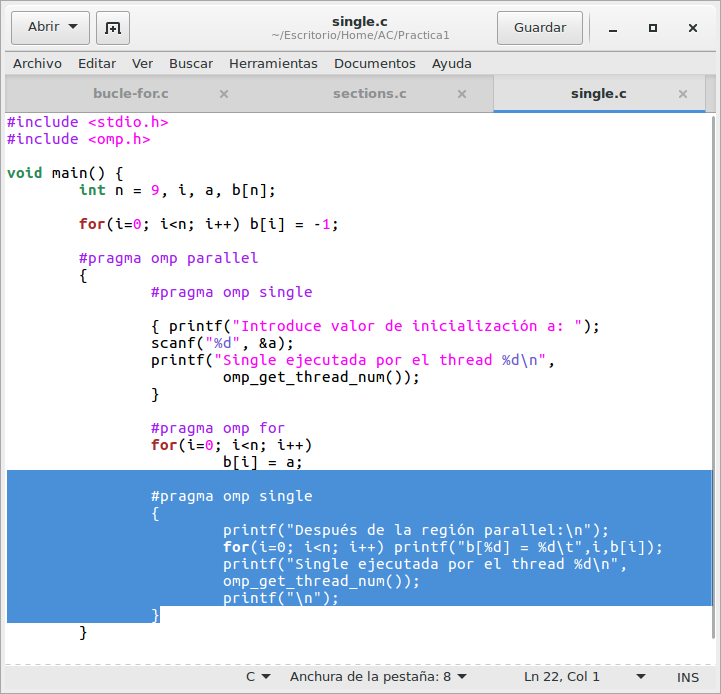 Abrir
single.c
~/Escritorio/Home/AC/Practica1
Guardar
Archivo Editar Ver Buscar Herramientas Documentos Ayuda
bucle-for.c × sections.c × single.c ×
#include <stdio.h>
#include <omp.h>
void main() {
int n = 9, i, a, b[n];
for(i=0; i<n; i++) b[i] = -1;
#pragma omp parallel
{
#pragma omp single
{ printf("Introduce valor de inicialización a: ");
scanf("%d", &a);
printf("Single ejecutada por el thread %d\n",
omp_get_thread_num());
}
#pragma omp for
for(i=0; i<n; i++)
b[i] = a;
#pragma omp single
{
printf("Después de la región parallel:\n");
for(i=0; i<n; i++) printf("b[%d] = %d\t",i,b[i]);
printf("Single ejecutada por el thread %d\n",
omp_get_thread_num());
printf("\n");
}
}
C Anchura de la pestaña: 8 Ln 22, Col 1 INS